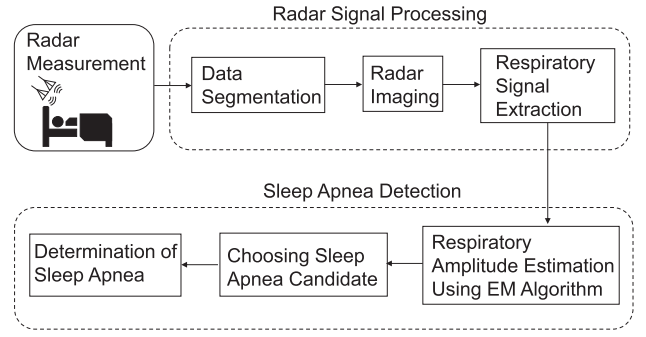 Radar Signal Processing
Radar
Measurement
Data
Segmentation
Radar
Imaging
Respiratory
Signal
Extraction
Sleep Apnea Detection
Respiratory
Amplitude Estimation
Using EM Algorithm
Choosing Sleep
Apnea Candidate
Determination of
Sleep Apnea